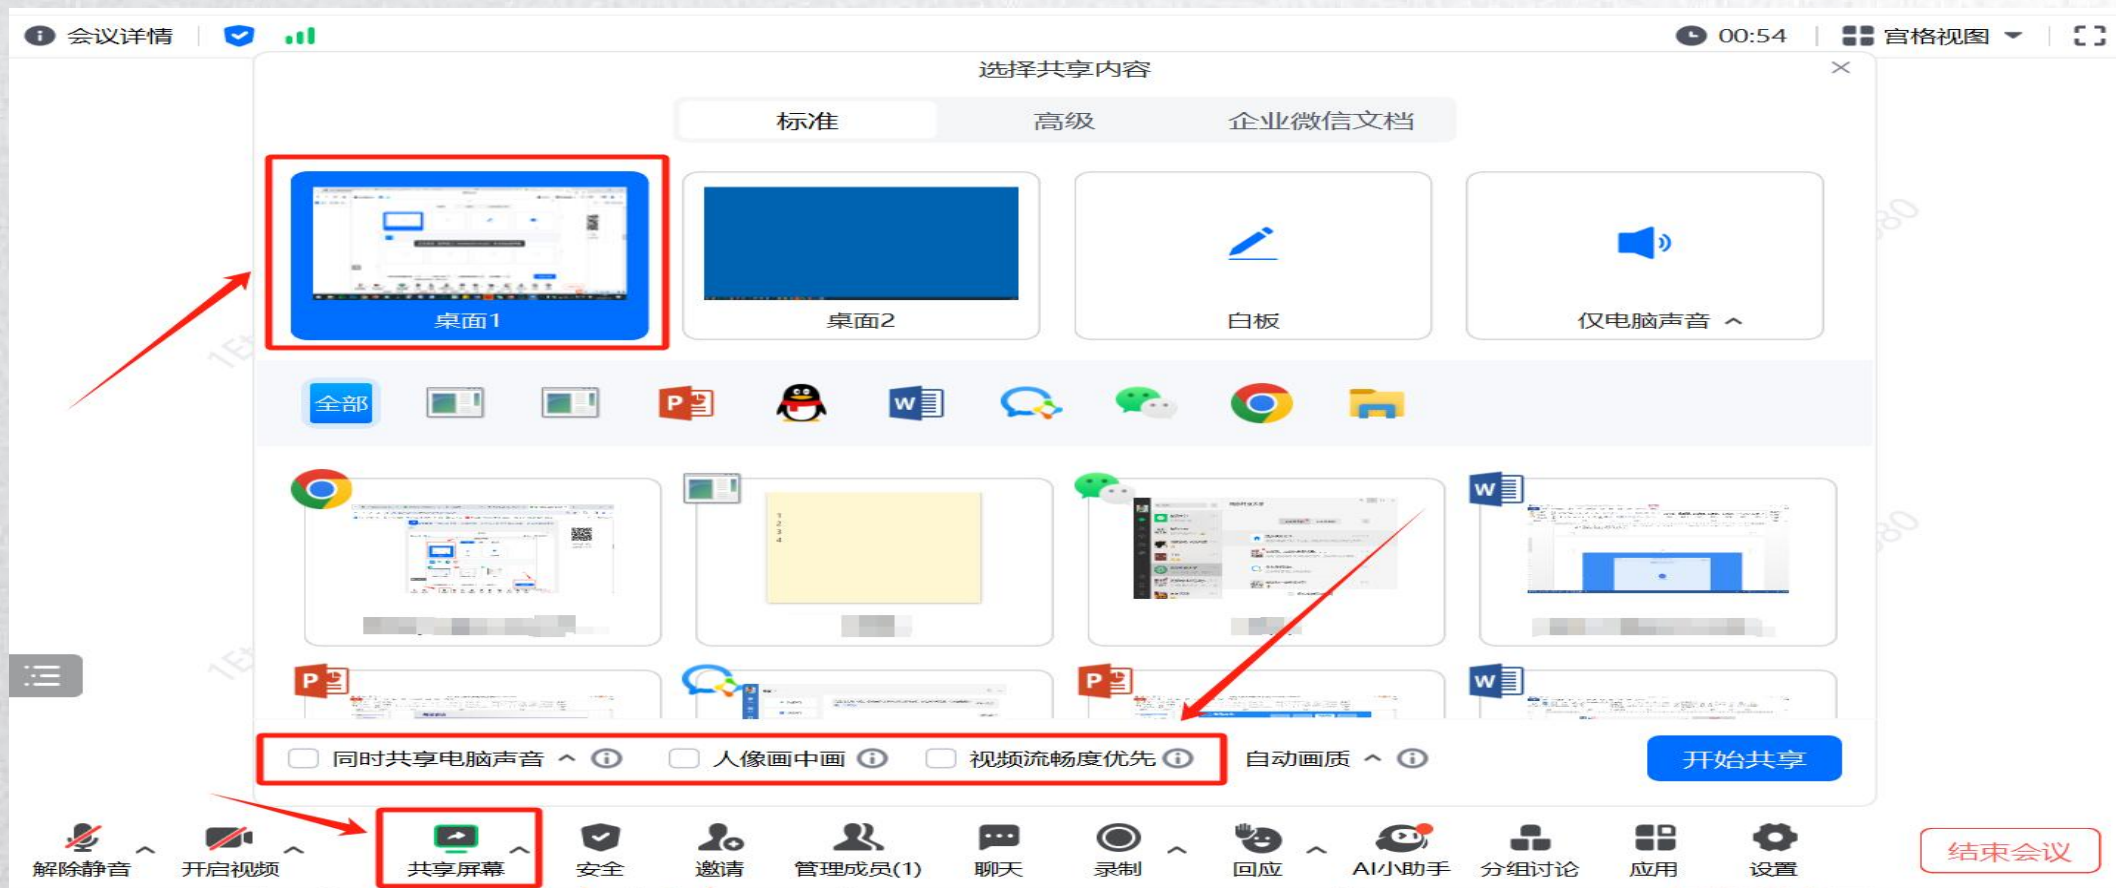 会议详情
00:54
宫格视图
选择共享内容
标准
高级
企业微信文档
桌面1
桌面2
白板
仅电脑声音
全部
1
2
3
4
同时共享电脑声音
人像画中画
视频流畅度优先
自动画质
开始共享
解除静音
开启视频
共享屏幕
安全
邀请
管理成员(1)
聊天
录制
回应
AI小助手
分组讨论
应用
设置
结束会议